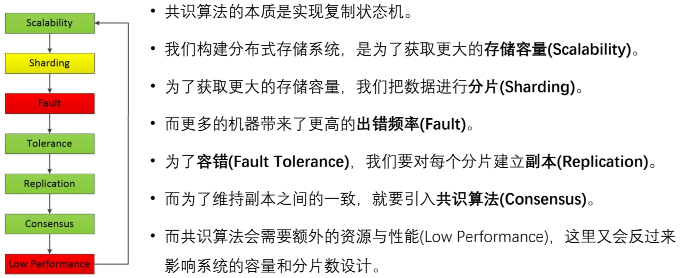 Scalability
Sharding
Fault
Tolerance
Replication
Consensus
Low Performance
• 共识算法的本质是实现复制状态机。
• 我们构建分布式存储系统，是为了获取更大的存储容量(Scalability)。
• 为了获取更大的存储容量，我们把数据进行分片(Sharding)。
• 而更多的机器带来了更高的出错频率(Fault)。
• 为了容错(Fault Tolerance)，我们要对每个分片建立副本(Replication)。
• 而为了维持副本之间的一致，就要引入共识算法(Consensus)。
• 而共识算法会需要额外的资源与性能(Low Performance)，这里又会反过来
影响系统的容量和分片数设计。